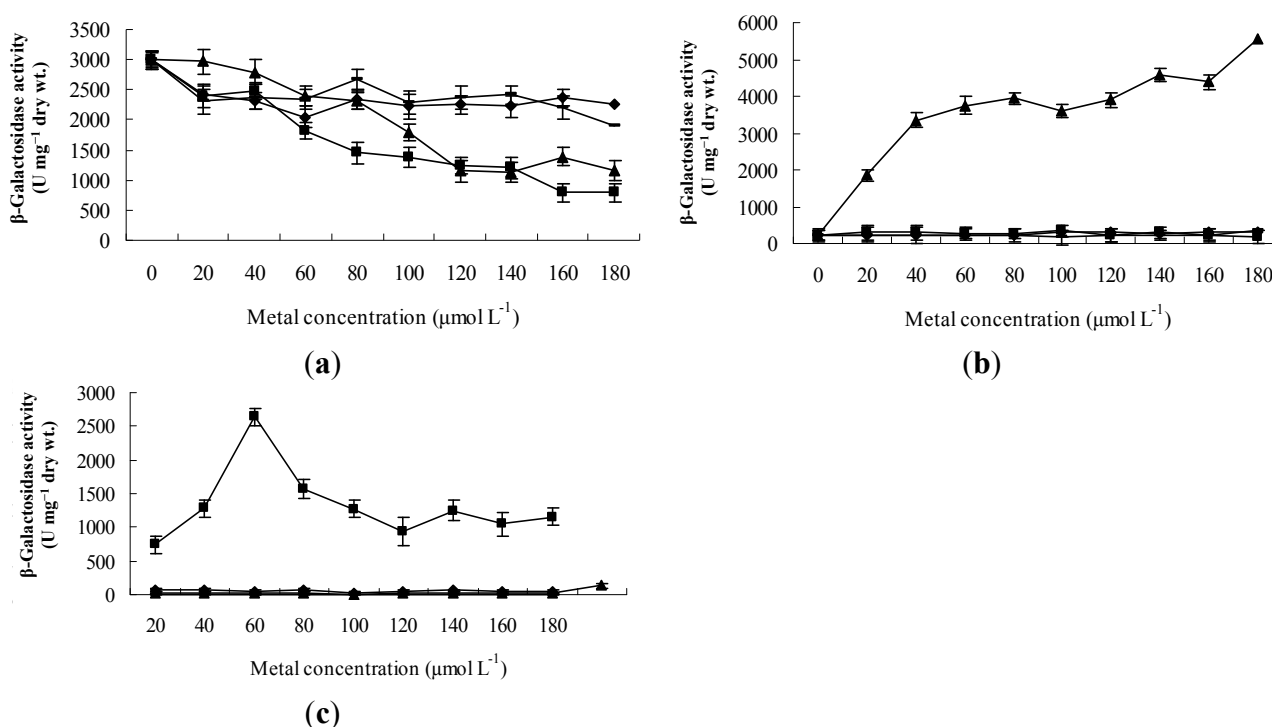 β-Galactosidase activity
(U mg⁻¹ dry wt.)
3500
3000
2500
2000
1500
1000
500
0
0 20 40 60 80 100 120 140 160 180
Metal concentration (μmol L⁻¹)
(a)
β-Galactosidase activity
(U mg⁻¹ dry wt.)
6000
5000
4000
3000
2000
1000
0
0 20 40 60 80 100 120 140 160 180
Metal concentration (μmol L⁻¹)
(b)
β-Galactosidase activity
(U mg⁻¹ dry wt.)
3000
2500
2000
1500
1000
500
0
20 40 60 80 100 120 140 160 180
Metal concentration (μmol L⁻¹)
(c)